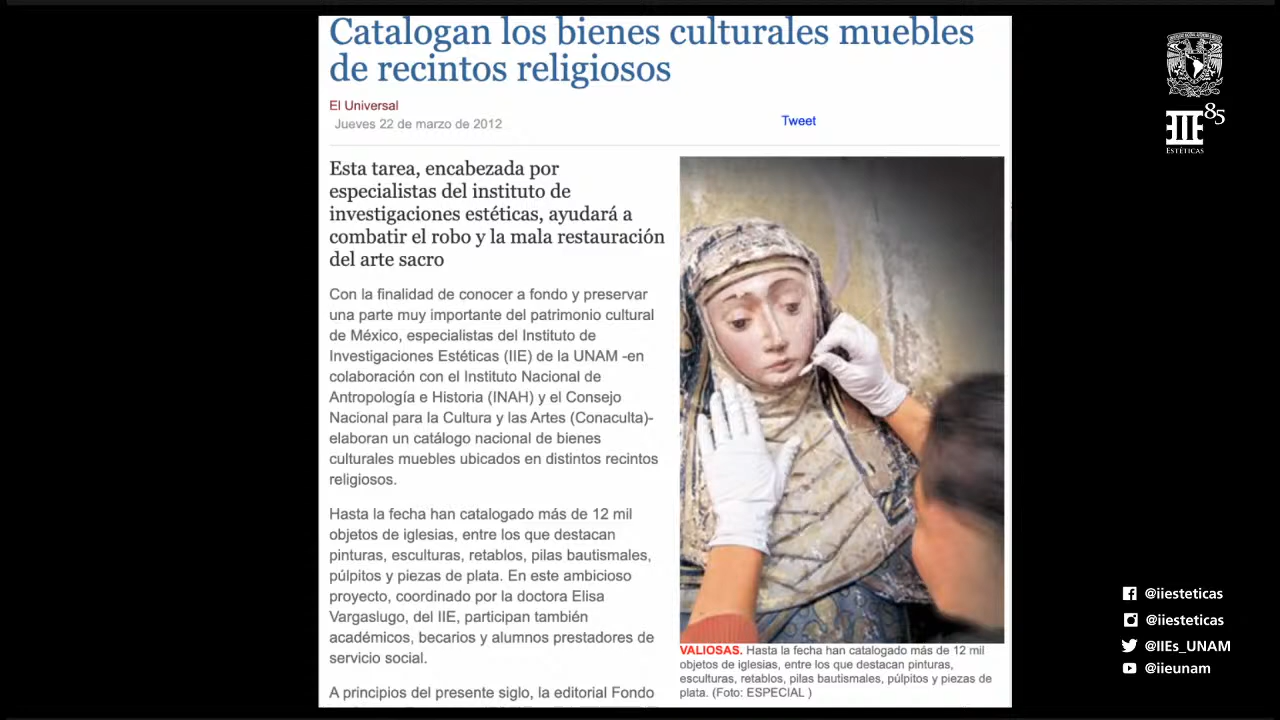 Catalogan los bienes culturales muebles
de recintos religiosos
El Universal
Jueves 22 de marzo de 2012
Tweet
Esta tarea, encabezada por
especialistas del instituto de
investigaciones estéticas, ayudará a
combatir el robo y la mala restauración
del arte sacro
Con la finalidad de conocer a fondo y preservar
una parte muy importante del patrimonio cultural
de México, especialistas del Instituto de
Investigaciones Estéticas (IIE) de la UNAM -en
colaboración con el Instituto Nacional de
Antropología e Historia (INAH) y el Consejo
Nacional para la Cultura y las Artes (Conaculta)-
elaboran un catálogo nacional de bienes
culturales muebles ubicados en distintos recintos
religiosos.
Hasta la fecha han catalogado más de 12 mil
objetos de iglesias, entre los que destacan
pinturas, esculturas, retablos, pilas bautismales,
púlpitos y piezas de plata. En este ambicioso
proyecto, coordinado por la doctora Elisa
Vargaslugo, del IIE, participan también
académicos, becarios y alumnos prestadores de
servicio social.
A principios del presente siglo, la editorial Fondo
VALIOSAS. Hasta la fecha han catalogado más de 12 mil
objetos de iglesias, entre los que destacan pinturas,
esculturas, retablos, pilas bautismales, púlpitos y piezas de
plata. (Foto: ESPECIAL )
IIE 85
ESTÉTICAS
@iiesteticas
@iiesteticas
@IIEs_UNAM
@iieunam